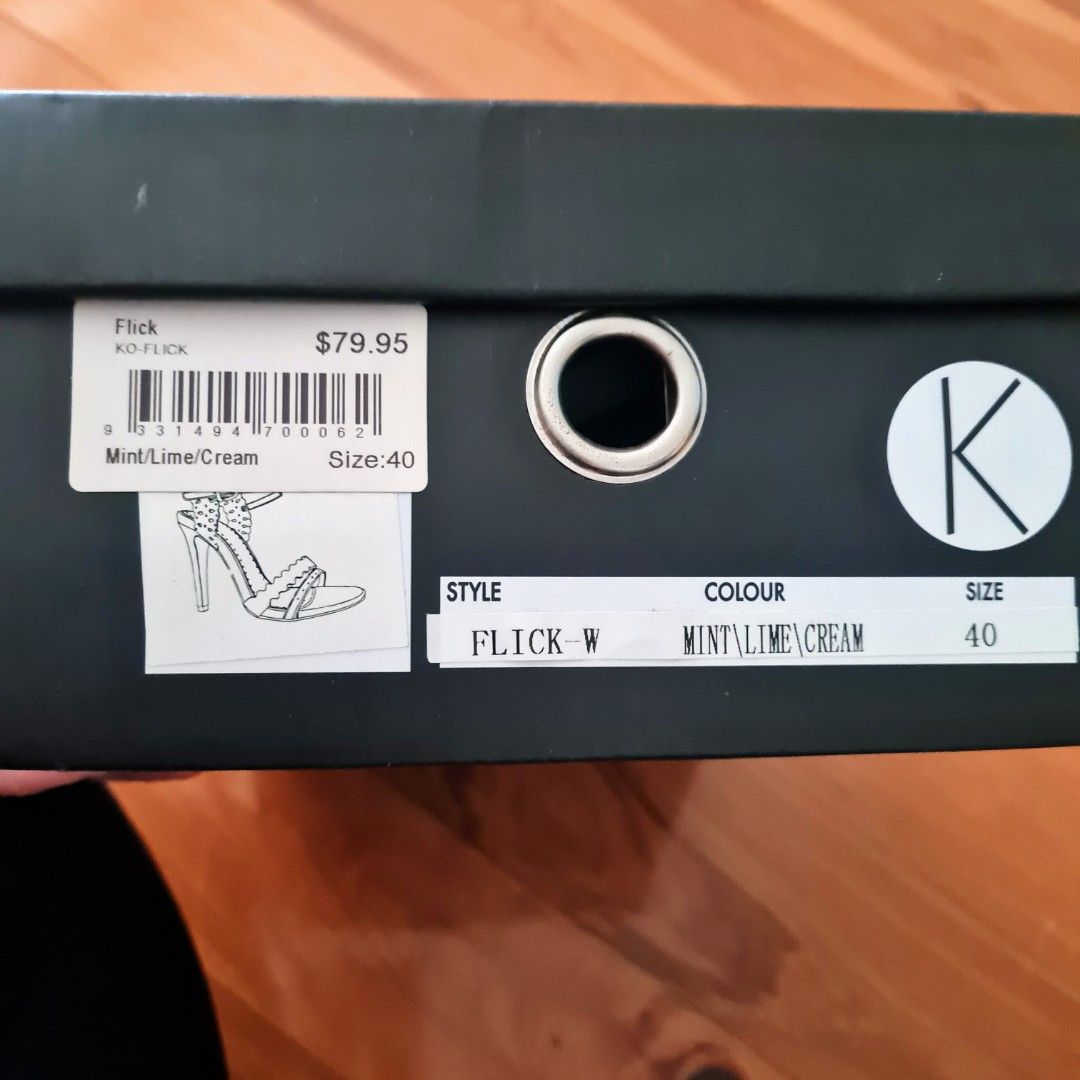 Flick
KO-FLICK
$79.95
9 331494 700062
Mint/Lime/Cream
Size:40
K
STYLE COLOUR SIZE
FLICK-W MINT\LIME\CREAM 40